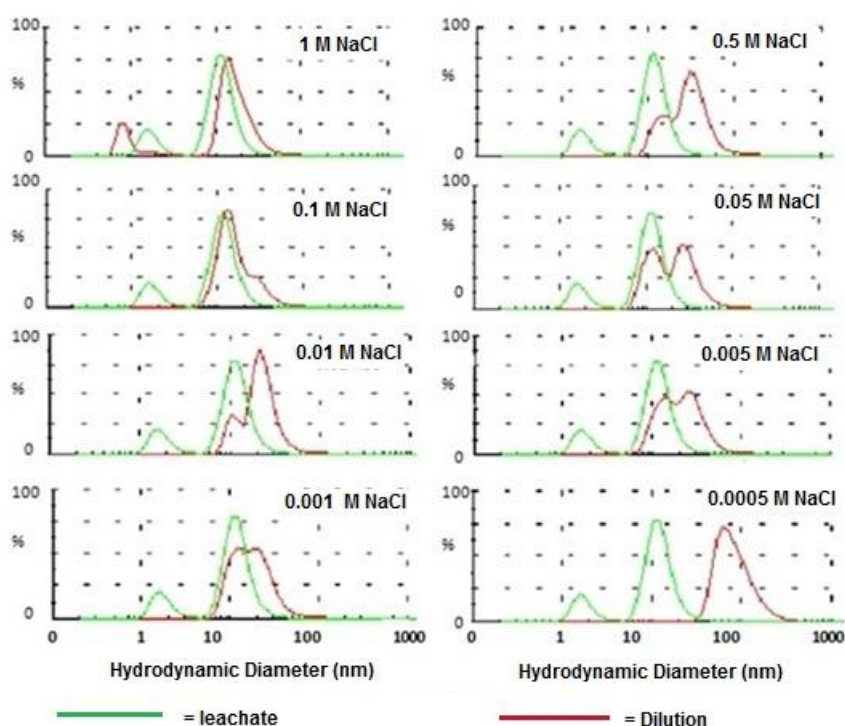 100
%
0
1 M NaCl
100
%
0
0.5 M NaCl
100
%
0
0.1 M NaCl
100
%
0
0.05 M NaCl
100
%
0
0.01 M NaCl
100
%
0
0.005 M NaCl
100
%
0
0.001 M NaCl
100
%
0
0.0005 M NaCl
0 1 10 100 1000
0 1 10 100 1000
Hydrodynamic Diameter (nm)
Hydrodynamic Diameter (nm)
= leachate
= Dilution